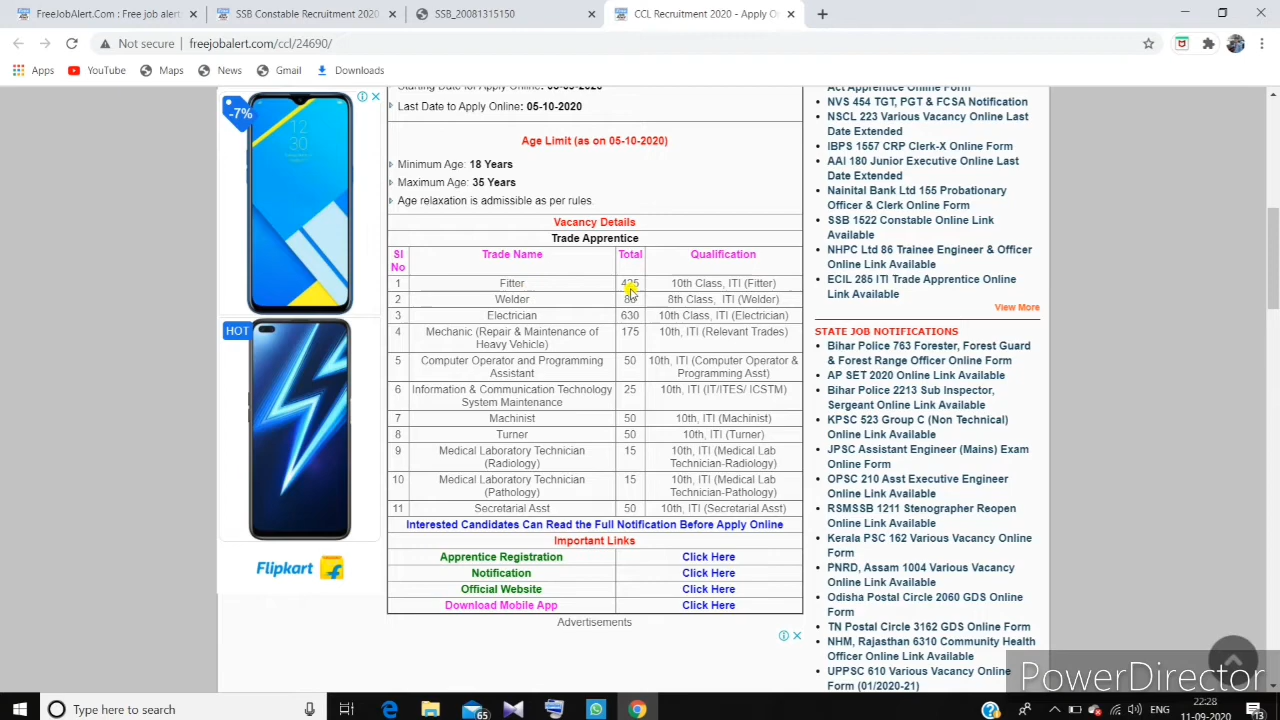 FreeJobAlert.Com : Free job alert
SSB Constable Recruitment 2020
SSB_20081315150
CCL Recruitment 2020 - Apply O
Not secure
freejobalert.com/ccl/24690/
Apps
YouTube
Maps
News
Gmail
Downloads
-7%
HOT
Flipkart
Last Date to Apply Online: 05-10-2020
Age Limit (as on 05-10-2020)
Minimum Age: 18 Years
Maximum Age: 35 Years
Age relaxation is admissible as per rules.
Vacancy Details
Trade Apprentice
Sl No Trade Name Total Qualification
1 Fitter 425 10th Class, ITI (Fitter)
2 Welder 8th Class, ITI (Welder)
3 Electrician 630 10th Class, ITI (Electrician)
4 Mechanic (Repair & Maintenance of 175 10th, ITI (Relevant Trades)
Heavy Vehicle)
5 Computer Operator and Programming 50 10th, ITI (Computer Operator &
Assistant Programming Asst)
6 Information & Communication Technology 25 10th, ITI (IT/ITES/ ICSTM)
System Maintenance
7 Machinist 50 10th, ITI (Machinist)
8 Turner 50 10th, ITI (Turner)
9 Medical Laboratory Technician 15 10th, ITI (Medical Lab
(Radiology) Technician-Radiology)
10 Medical Laboratory Technician 15 10th, ITI (Medical Lab
(Pathology) Technician-Pathology)
11 Secretarial Asst 50 10th, ITI (Secretarial Asst)
Interested Candidates Can Read the Full Notification Before Apply Online
Important Links
Apprentice Registration Click Here
Notification Click Here
Official Website Click Here
Download Mobile App Click Here
Advertisements
Act Apprentice Online Form
NVS 454 TGT, PGT & FCSA Notification
NSCL 223 Various Vacancy Online Last
Date Extended
IBPS 1557 CRP Clerk-X Online Form
AAI 180 Junior Executive Online Last
Date Extended
Nainital Bank Ltd 155 Probationary
Officer & Clerk Online Form
SSB 1522 Constable Online Link
Available
NHPC Ltd 86 Trainee Engineer & Officer
Online Link Available
ECIL 285 ITI Trade Apprentice Online
Link Available
View More
STATE JOB NOTIFICATIONS
Bihar Police 763 Forester, Forest Guard
& Forest Range Officer Online Form
AP SET 2020 Online Link Available
Bihar Police 2213 Sub Inspector,
Sergeant Online Link Available
KPSC 523 Group C (Non Technical)
Online Link Available
JPSC Assistant Engineer (Mains) Exam
Online Form
OPSC 210 Asst Executive Engineer
Online Link Available
RSMSSB 1211 Stenographer Reopen
Online Link Available
Kerala PSC 162 Various Vacancy Online
Form
PNRD, Assam 1004 Various Vacancy
Online Link Available
Odisha Postal Circle 2060 GDS Online
Form
TN Postal Circle 3162 GDS Online Form
NHM, Rajasthan 6310 Community Health
Officer Online Link Available
UPPSC 610 Various Vacancy Online
Form (01/2020-21)
PowerDirector
Type here to search
65
22:28
11-09-2020
13